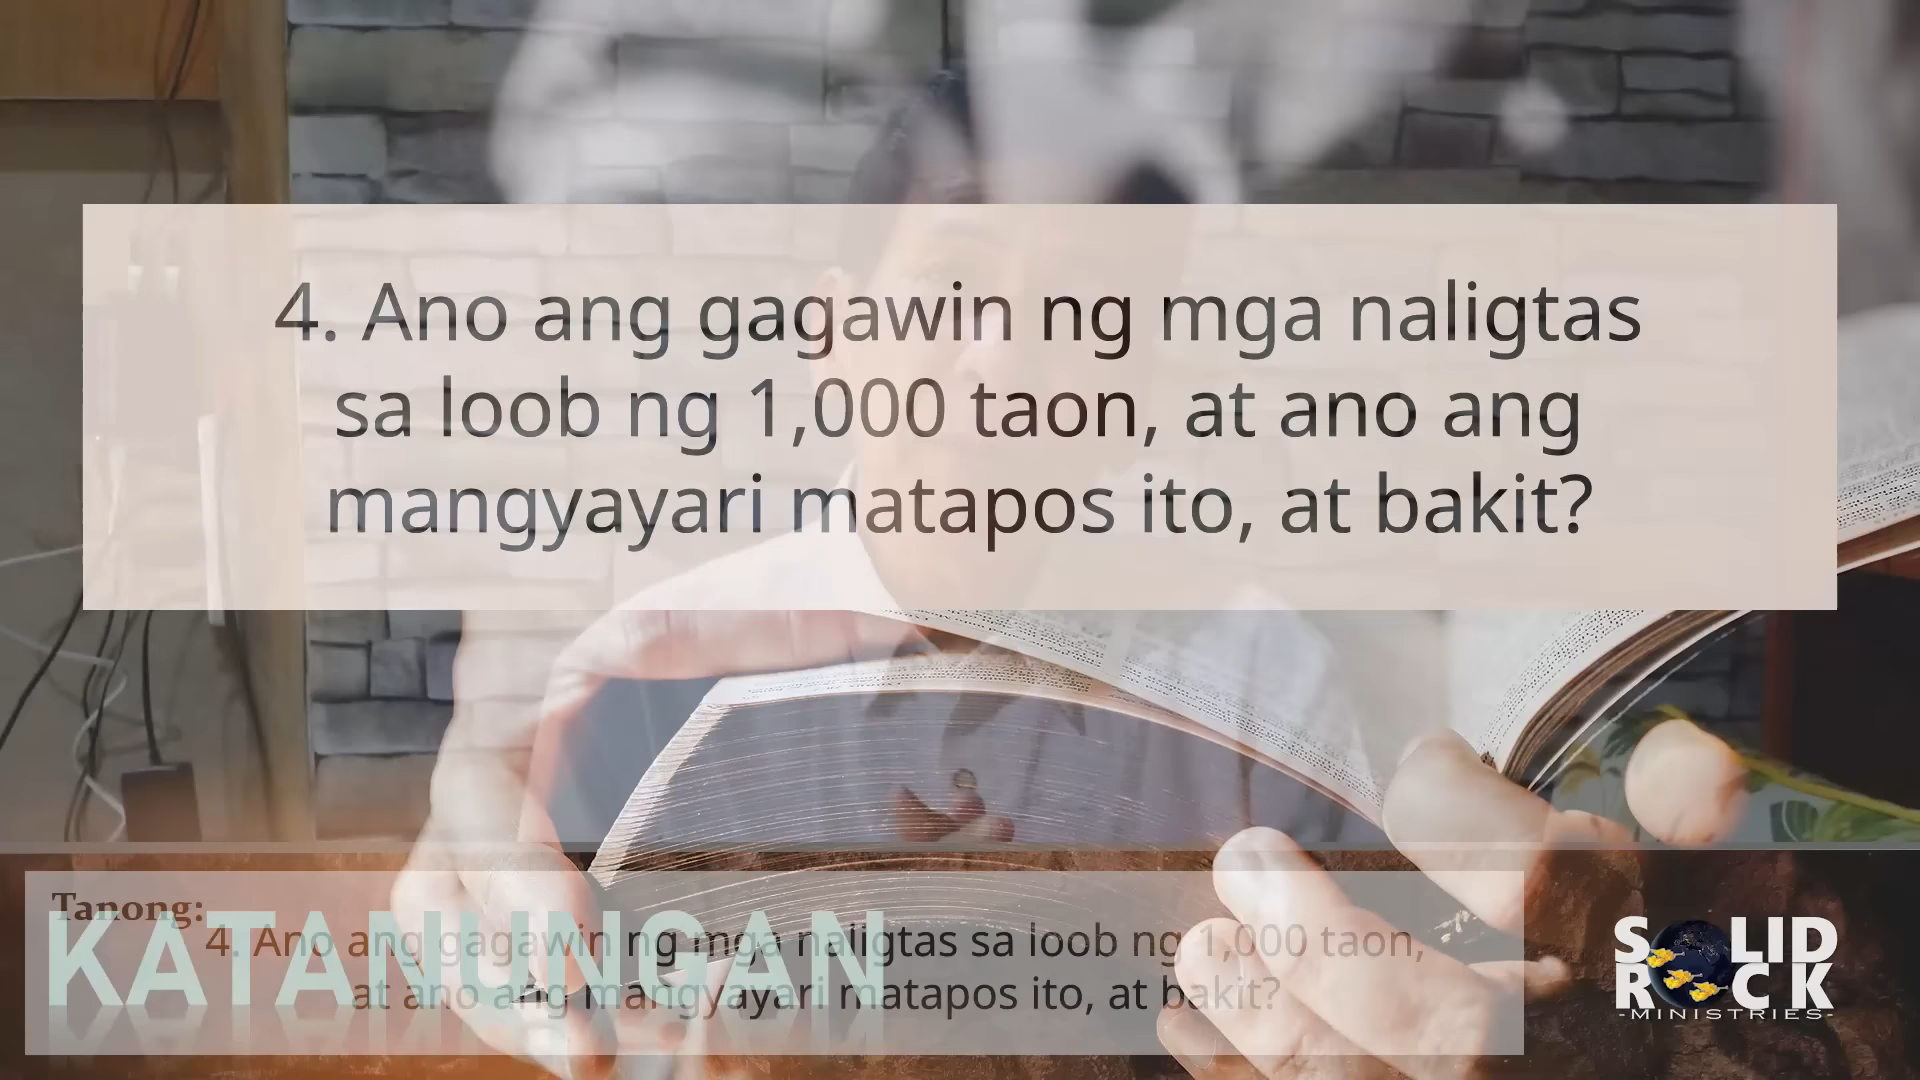 4. Ano ang gagawin ng mga naligtas
sa loob ng 1,000 taon, at ano ang
mangyayari matapos ito, at bakit?
Tanong:
KATANUNGAN
4. Ano ang gagawin ng mga naligtas sa loob ng 1,000 taon,
at ano ang mangyayari matapos ito, at bakit?
SOLID
ROCK
-MINISTRIES-